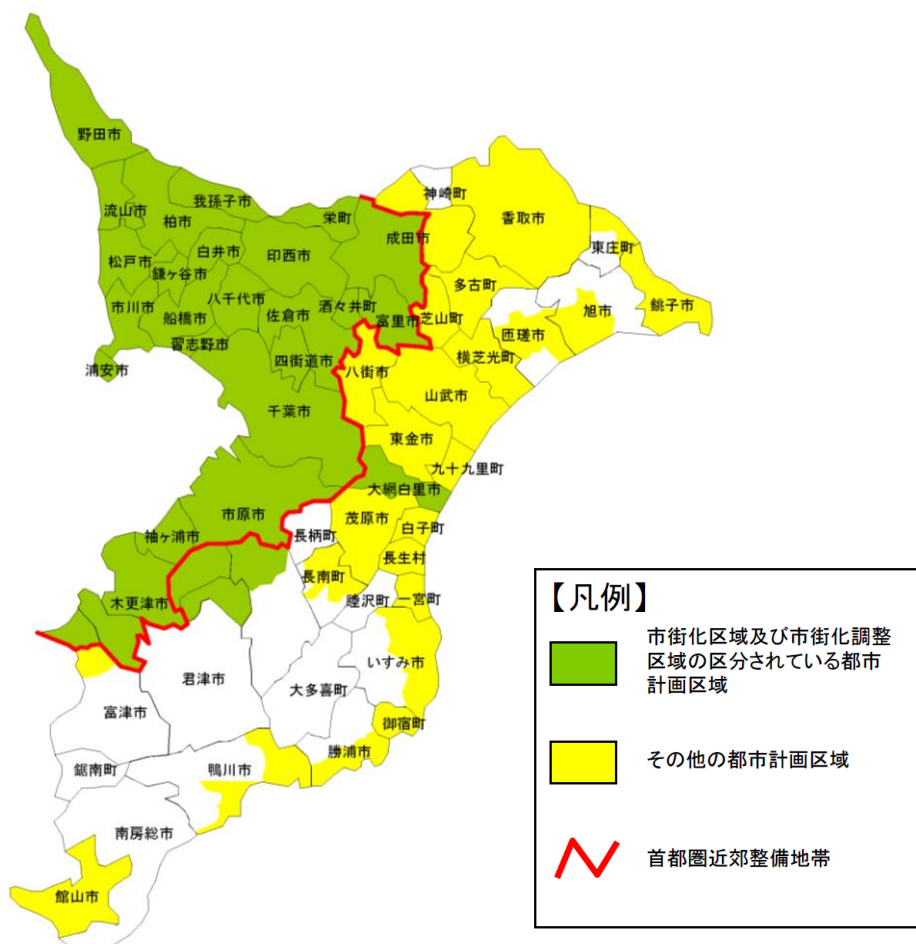 野田市
我孫子市
流山市
柏市
栄町
神崎町
香取市
成田市
東庄町
白井市
印西市
松戸市
鎌ヶ谷市
多古町
市川市
八千代市
酒々井町
船橋市
佐倉市
富里市
芝山町
旭市
銚子市
匝瑳市
習志野市
横芝光町
四街道市
浦安市
八街市
山武市
千葉市
東金市
九十九里町
大網白里市
市原市
茂原市
白子町
袖ヶ浦市
長柄町
長生村
長南町
木更津市
睦沢町
一宮町
いすみ市
君津市
大多喜町
富津市
御宿町
勝浦市
鋸南町
鴨川市
南房総市
館山市
【凡例】
市街化区域及び市街化調整
区域の区分されている都市
計画区域
その他の都市計画区域
首都圏近郊整備地帯